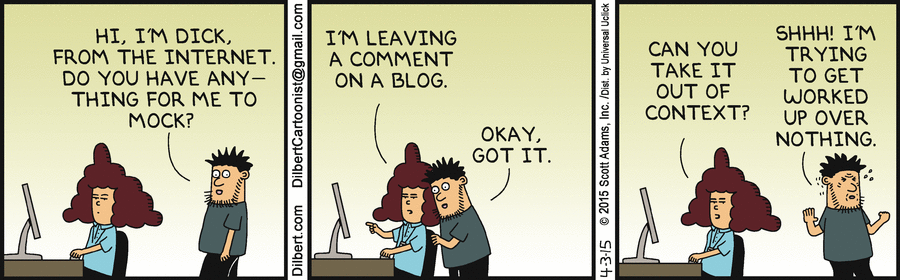 HI, I'M DICK,
FROM THE INTERNET.
DO YOU HAVE ANY-
THING FOR ME TO
MOCK?
Dilbert.com DilbertCartoonist@gmail.com
I'M LEAVING
A COMMENT
ON A BLOG.
OKAY,
GOT IT.
4-3-15 © 2015 Scott Adams, Inc. /Dist. by Universal Uclick
CAN YOU
TAKE IT
OUT OF
CONTEXT?
SHHH! I'M
TRYING
TO GET
WORKED
UP OVER
NOTHING.